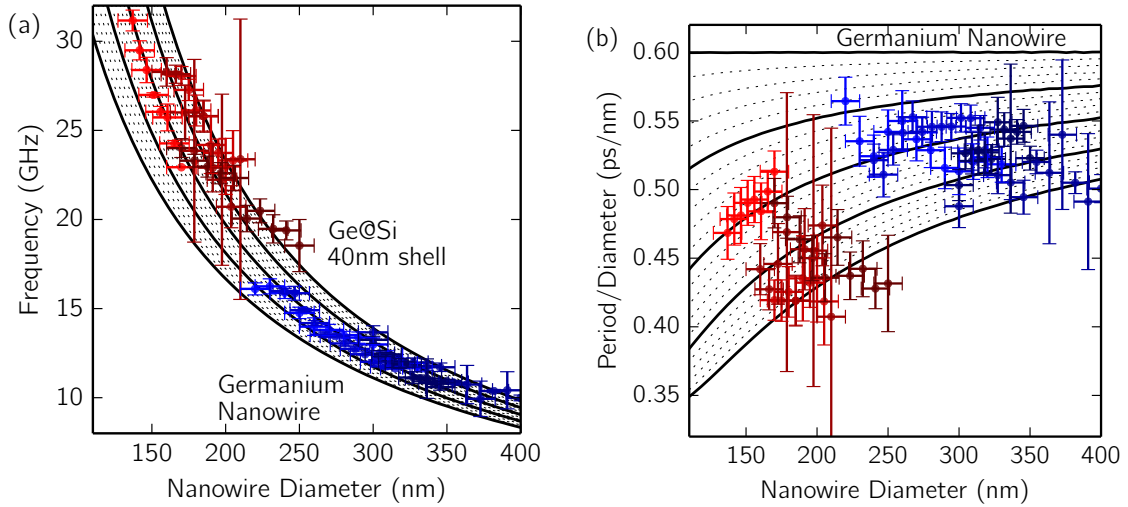 (a)
Frequency (GHz)
30
25
20
15
10
Ge@Si
40nm shell
Germanium
Nanowire
150 200 250 300 350 400
Nanowire Diameter (nm)
(b)
Germanium Nanowire
Period/Diameter (ps/nm)
0.60
0.55
0.50
0.45
0.40
0.35
150 200 250 300 350 400
Nanowire Diameter (nm)